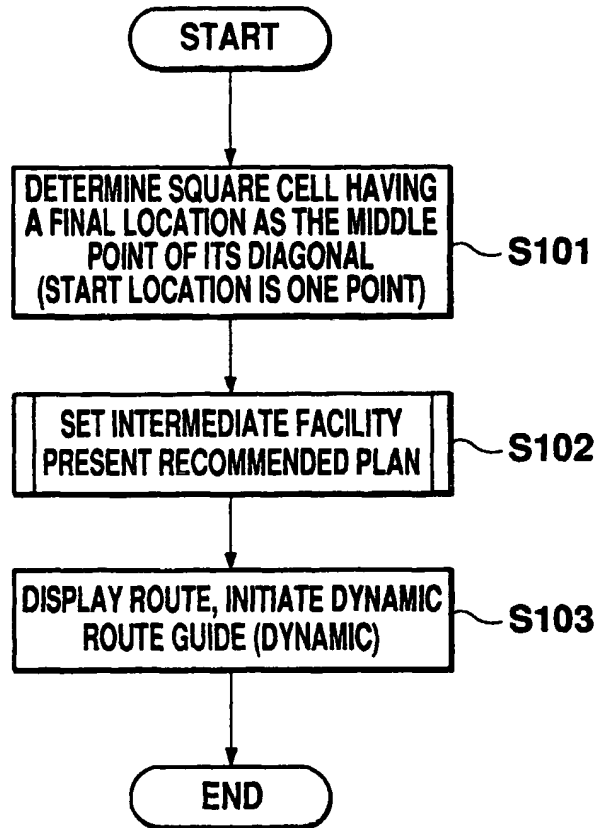 START
DETERMINE SQUARE CELL HAVING
A FINAL LOCATION AS THE MIDDLE
POINT OF ITS DIAGONAL
(START LOCATION IS ONE POINT)
S101
SET INTERMEDIATE FACILITY
PRESENT RECOMMENDED PLAN
S102
DISPLAY ROUTE, INITIATE DYNAMIC
ROUTE GUIDE (DYNAMIC)
S103
END